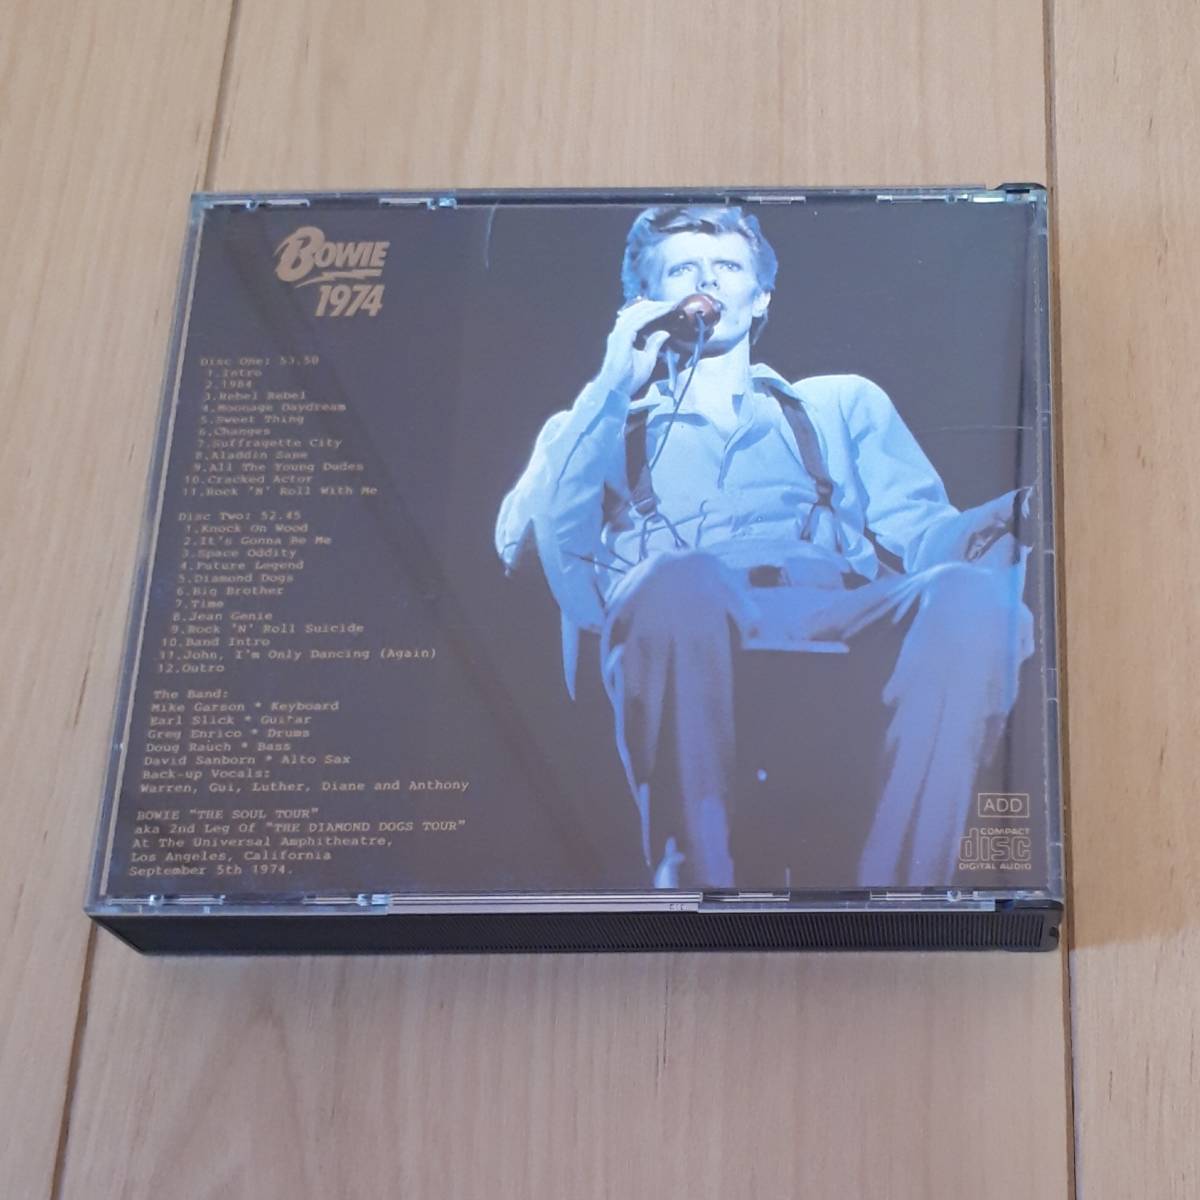 BOWIE
1974
Disc One: 53.50
1.Intro
2.1984
3.Rebel Rebel
4.Moonage Daydream
5.Sweet Thing
6.Changes
7.Suffragette City
8.Aladdin Sane
9.All The Young Dudes
10.Cracked Actor
11.Rock 'N' Roll With Me
Disc Two: 52.45
1.Knock On Wood
2.It's Gonna Be Me
3.Space Oddity
4.Future Legend
5.Diamond Dogs
6.Big Brother
7.Time
8.Jean Genie
9.Rock 'N' Roll Suicide
10.Band Intro
11.John, I'm Only Dancing (Again)
12.Outro
The Band:
Mike Garson * Keyboard
Earl Slick * Guitar
Greg Enrico * Drums
Doug Rauch * Bass
David Sanborn * Alto Sax
Back-up Vocals:
Warren, Gui, Luther, Diane and Anthony
BOWIE "THE SOUL TOUR"
aka 2nd Leg Of "THE DIAMOND DOGS TOUR"
At The Universal Amphitheatre,
Los Angeles, California
September 5th 1974.
ADD
COMPACT
disc
DIGITAL AUDIO